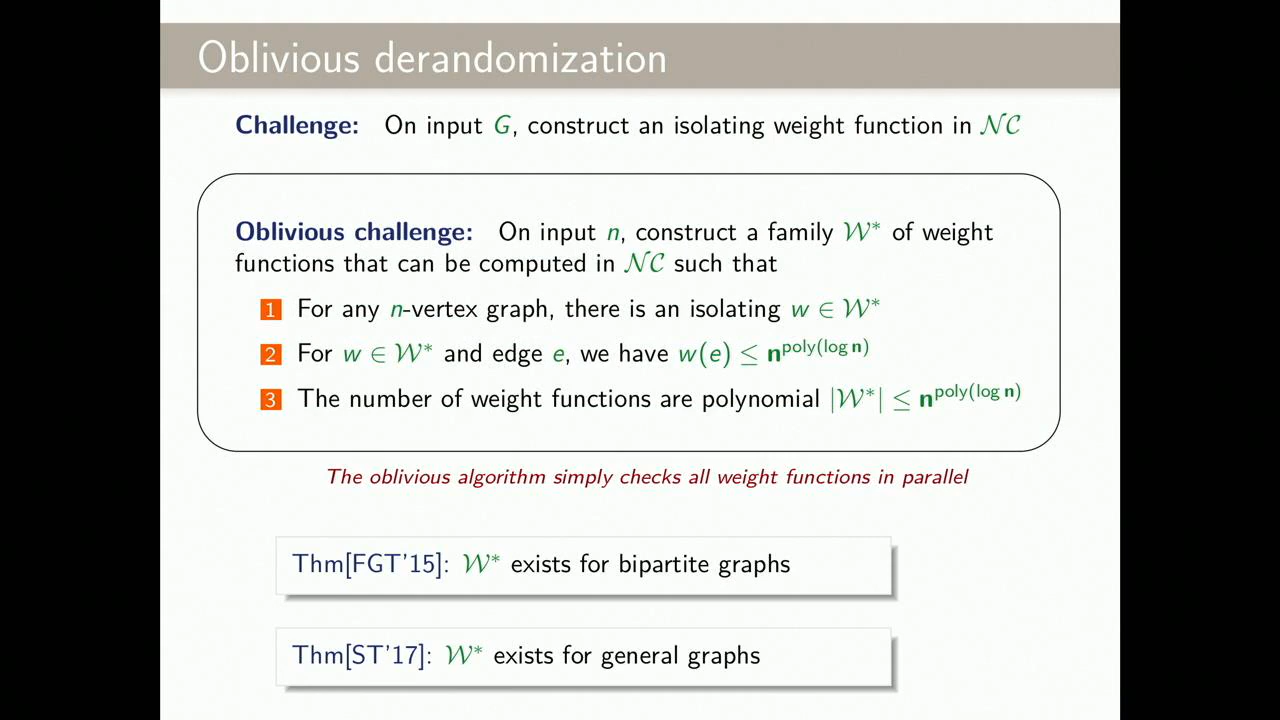 Oblivious derandomization
Challenge: On input G, construct an isolating weight function in 𝒩𝒞
Oblivious challenge: On input n, construct a family 𝒲* of weight
functions that can be computed in 𝒩𝒞 such that
1 For any n-vertex graph, there is an isolating w ∈ 𝒲*
2 For w ∈ 𝒲* and edge e, we have w(e) ≤ n^poly(log n)
3 The number of weight functions are polynomial |𝒲*| ≤ n^poly(log n)
The oblivious algorithm simply checks all weight functions in parallel
Thm[FGT'15]: 𝒲* exists for bipartite graphs
Thm[ST'17]: 𝒲* exists for general graphs